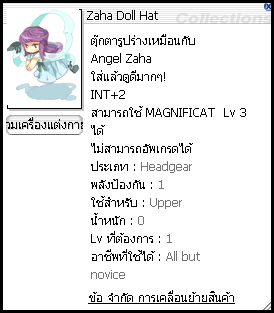 Zaha Doll Hat
Collections
ตุ๊กตารูปร่างเหมือนกับ
Angel Zaha
ใส่แล้วดูดีมากๆ!
INT+2
สามารถใช้ MAGNIFICAT Lv 3
ได้
ไม่สามารถอัพเกรดได้
ประเภท : Headgear
พลังป้องกัน : 1
ใช้สำหรับ : Upper
น้ำหนัก : 0
Lv ที่ต้องการ : 1
อาชีพที่ใช้ได้ : All but
novice
วมเครื่องแต่งกาย
ข้อ จำกัด การเคลื่อนย้ายสินค้า